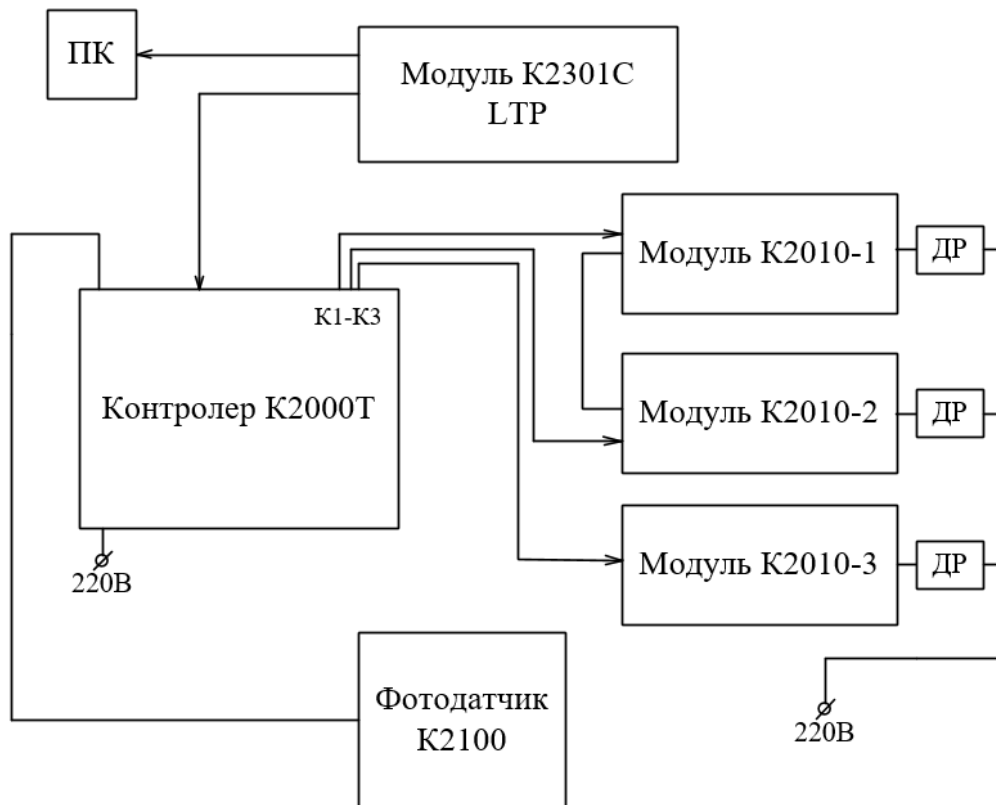 ПК
Модуль К2301С
LTP
Модуль К2010-1
ДР
К1-К3
Контролер К2000Т
Модуль К2010-2
ДР
Модуль К2010-3
ДР
220В
Фотодатчик
К2100
220В